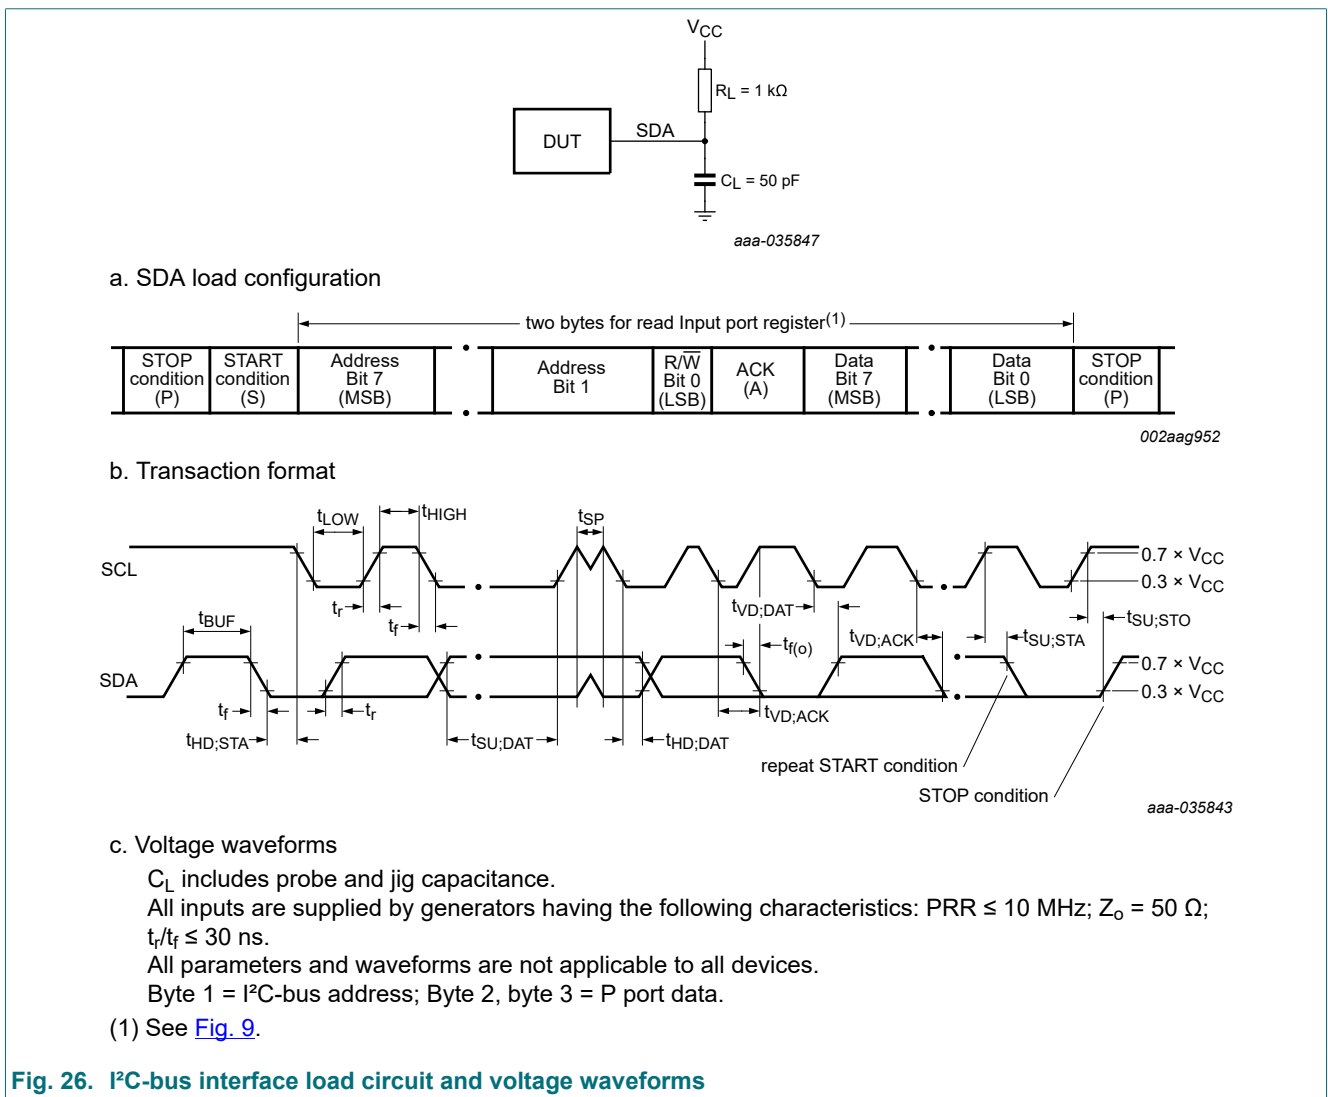 VCC
RL = 1 kΩ
DUT
SDA
CL = 50 pF
aaa-035847
a. SDA load configuration
two bytes for read Input port register(1)
STOP condition (P)
START condition (S)
Address Bit 7 (MSB)
Address Bit 1
R/W̅ Bit 0 (LSB)
ACK (A)
Data Bit 7 (MSB)
Data Bit 0 (LSB)
STOP condition (P)
002aag952
b. Transaction format
tLOW
tHIGH
tSP
SCL
0.7 × VCC
0.3 × VCC
tr
tf
tVD;DAT
tSU;STO
tBUF
tf(o)
tVD;ACK
tSU;STA
SDA
0.7 × VCC
0.3 × VCC
tf
tr
tVD;ACK
tHD;STA
tSU;DAT
tHD;DAT
repeat START condition
STOP condition
aaa-035843
c. Voltage waveforms
CL includes probe and jig capacitance.
All inputs are supplied by generators having the following characteristics: PRR ≤ 10 MHz; Zo = 50 Ω;
tr/tf ≤ 30 ns.
All parameters and waveforms are not applicable to all devices.
Byte 1 = I²C-bus address; Byte 2, byte 3 = P port data.
(1) See Fig. 9.
Fig. 26. I²C-bus interface load circuit and voltage waveforms